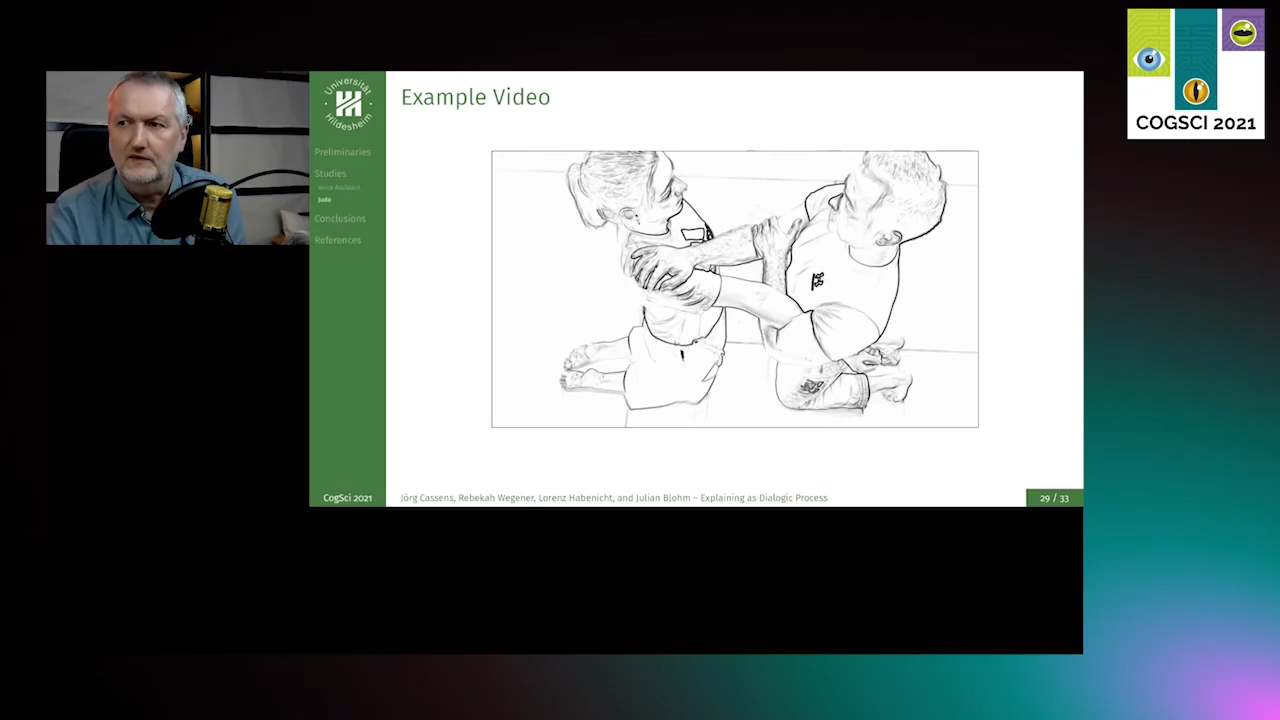 COGSCI 2021
Universität
Hildesheim
Preliminaries
Studies
Voice Assistant
Judo
Conclusions
References
CogSci 2021
Example Video
Jörg Cassens, Rebekah Wegener, Lorenz Habenicht, and Julian Blohm – Explaining as Dialogic Process
29 / 33